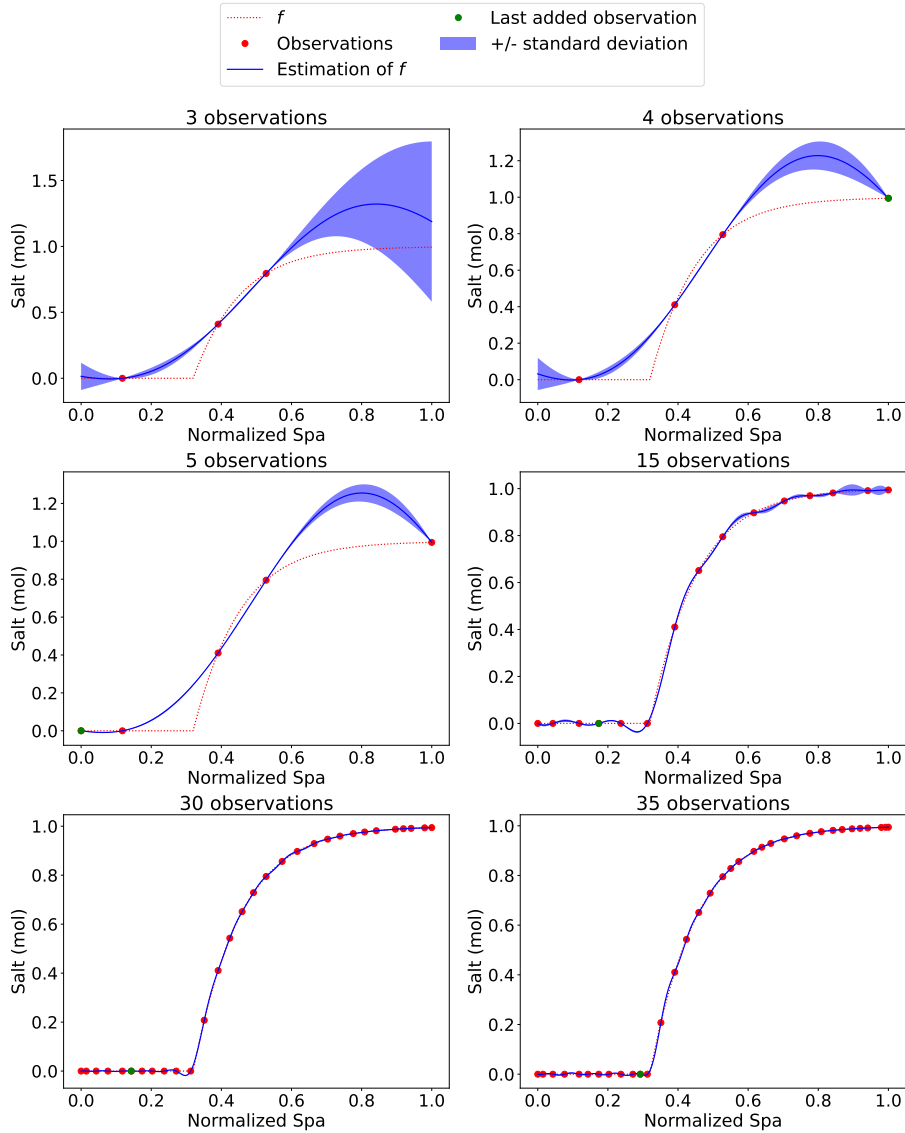 f
Observations
Estimation of f
Last added observation
+/- standard deviation
3 observations
1.5
1.0
0.5
0.0
Salt (mol)
0.0 0.2 0.4 0.6 0.8 1.0
Normalized Spa
4 observations
1.2
1.0
0.8
0.6
0.4
0.2
0.0
Salt (mol)
0.0 0.2 0.4 0.6 0.8 1.0
Normalized Spa
5 observations
1.2
1.0
0.8
0.6
0.4
0.2
0.0
Salt (mol)
0.0 0.2 0.4 0.6 0.8 1.0
Normalized Spa
15 observations
1.0
0.8
0.6
0.4
0.2
0.0
Salt (mol)
0.0 0.2 0.4 0.6 0.8 1.0
Normalized Spa
30 observations
1.0
0.8
0.6
0.4
0.2
0.0
Salt (mol)
0.0 0.2 0.4 0.6 0.8 1.0
Normalized Spa
35 observations
1.0
0.8
0.6
0.4
0.2
0.0
Salt (mol)
0.0 0.2 0.4 0.6 0.8 1.0
Normalized Spa